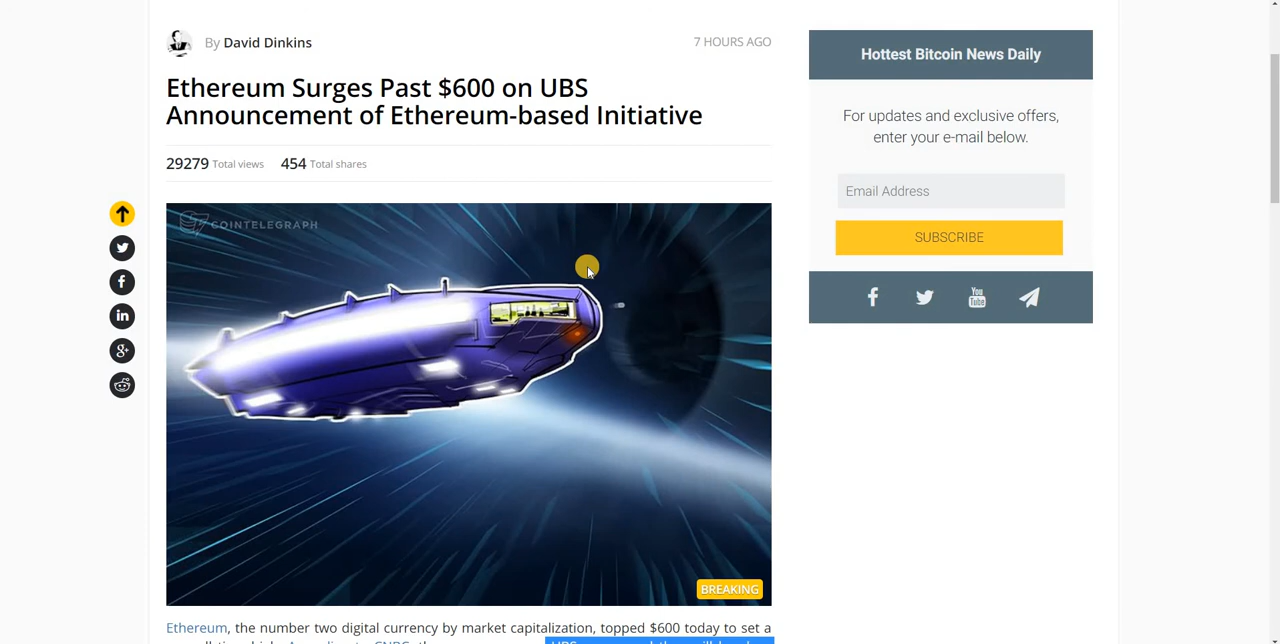 By David Dinkins
7 HOURS AGO
Ethereum Surges Past $600 on UBS
Announcement of Ethereum-based Initiative
29279 Total views 454 Total shares
COINTELEGRAPH
BREAKING
Ethereum, the number two digital currency by market capitalization, topped $600 today to set a
Hottest Bitcoin News Daily
For updates and exclusive offers,
enter your e-mail below.
Email Address
SUBSCRIBE
You
Tube